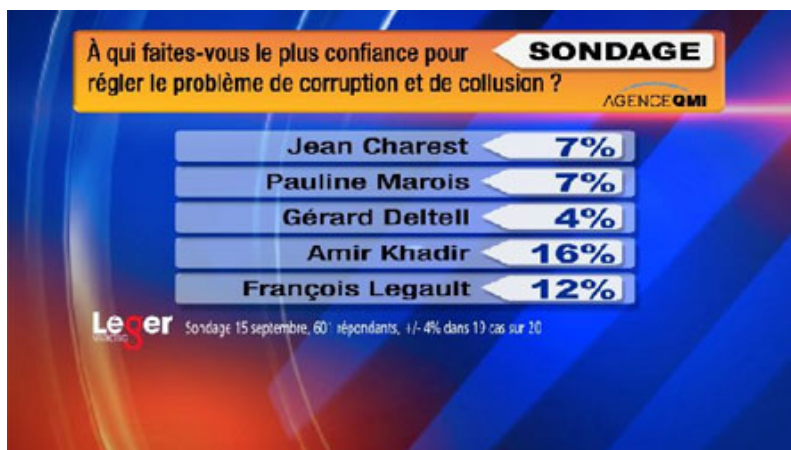 À qui faites-vous le plus confiance pour
régler le problème de corruption et de collusion ?
SONDAGE
AGENCE QMI
Jean Charest 7%
Pauline Marois 7%
Gérard Deltell 4%
Amir Khadir 16%
François Legault 12%
Leger
Sondage 15 septembre, répondants, +/- 4% dans 19 cas sur 20